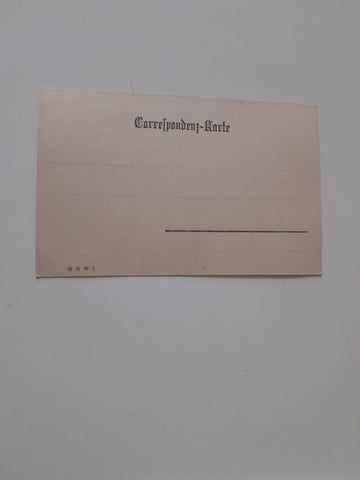 Correſpondenz-Karte
H N W I